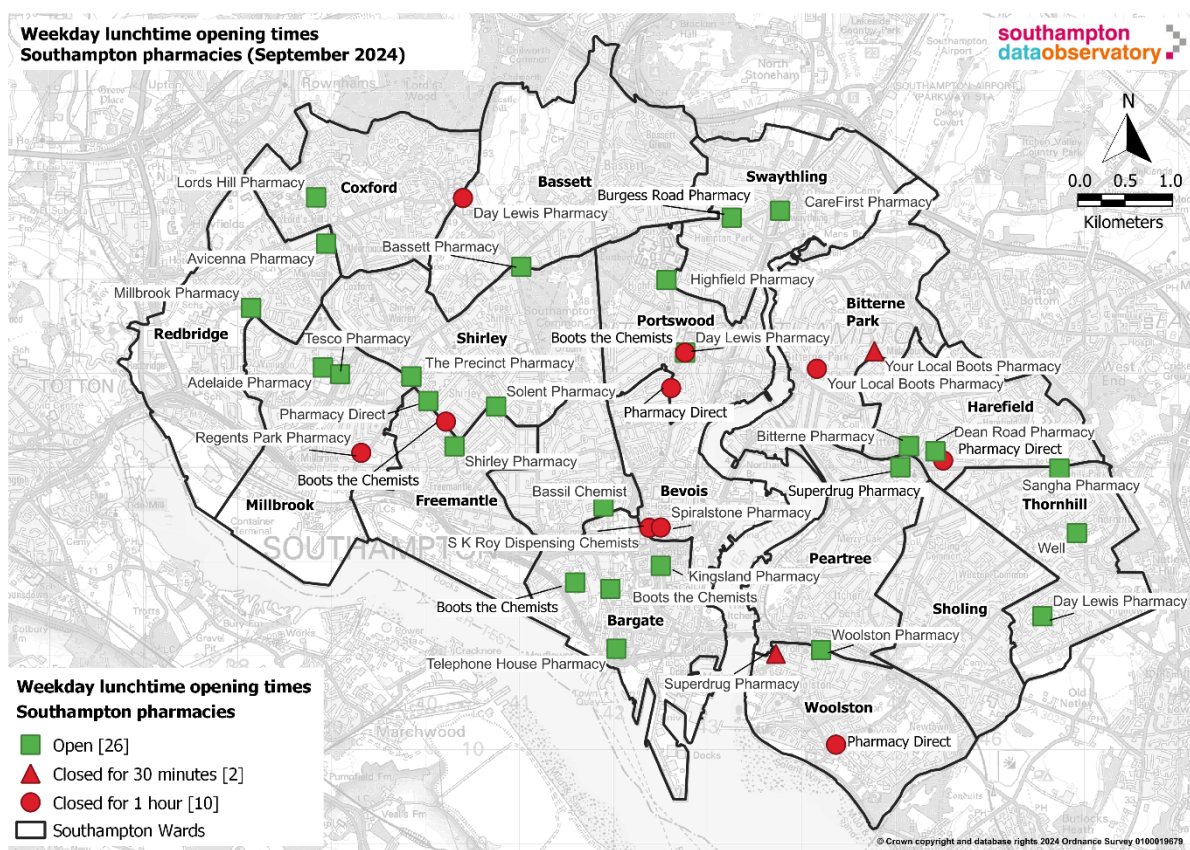 Weekday lunchtime opening times
Southampton pharmacies (September 2024)
southampton
dataobservatory
N
0.0 0.5 1.0
Kilometers
Rownhams
North
Stoneham
M 27
SOUTHAMPTON
Bassett
Swaythling
Coxford
Lords Hill Pharmacy
Day Lewis Pharmacy
Burgess Road Pharmacy
CareFirst Pharmacy
Bassett Pharmacy
Avicenna Pharmacy
Highfield Pharmacy
Millbrook Pharmacy
Bitterne
Park
Redbridge
Shirley
Portswood
Tesco Pharmacy
Boots the Chemists
Day Lewis Pharmacy
The Precinct Pharmacy
Your Local Boots Pharmacy
Your Local Boots Pharmacy
Adelaide Pharmacy
TOTTON
Solent Pharmacy
Pharmacy Direct
Pharmacy Direct
Harefield
Regents Park Pharmacy
Bitterne Pharmacy
Dean Road Pharmacy
Pharmacy Direct
Shirley Pharmacy
Boots the Chemists
Sangha Pharmacy
Superdrug Pharmacy
Millbrook
Freemantle
Bassil Chemist
Bevois
Thornhill
Spiralstone Pharmacy
S K Roy Dispensing Chemists
Well
Peartree
Kingsland Pharmacy
Boots the Chemists
Boots the Chemists
Sholing
Day Lewis Pharmacy
Bargate
Woolston Pharmacy
Telephone House Pharmacy
Superdrug Pharmacy
Woolston
Pharmacy Direct
Marchwood
Docks
Weekday lunchtime opening times
Southampton pharmacies
Open [26]
Closed for 30 minutes [2]
Closed for 1 hour [10]
Southampton Wards
© Crown copyright and database rights 2024 Ordnance Survey 0100019679